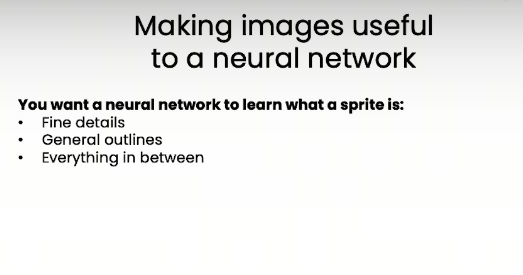 Making images useful
to a neural network
You want a neural network to learn what a sprite is:
• Fine details
• General outlines
• Everything in between